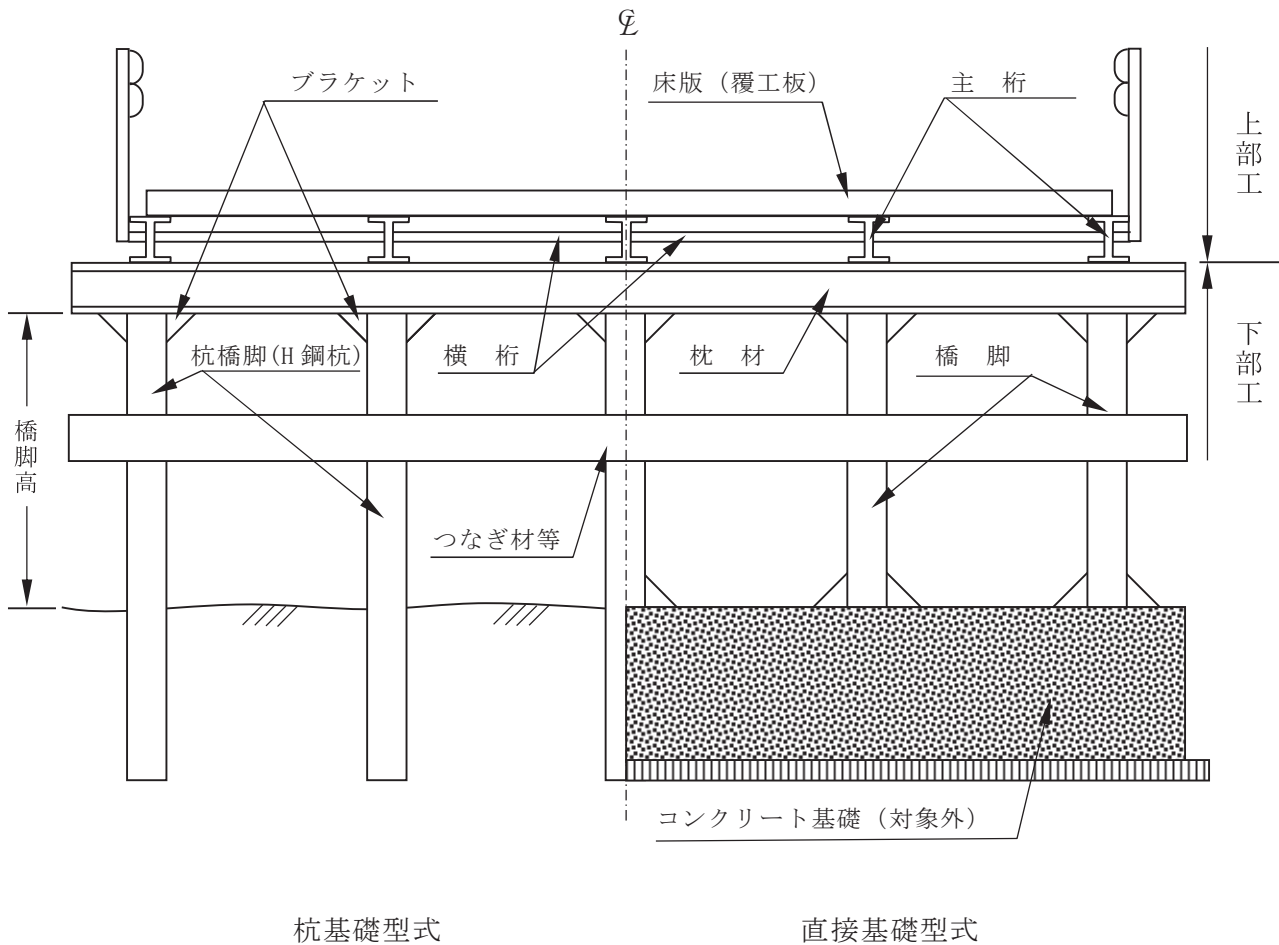 ℄
ブラケット
床版（覆工板）
主　桁
上部工
杭橋脚(H鋼杭)
横　桁
枕　材
橋　脚
下部工
橋脚高
つなぎ材等
コンクリート基礎（対象外）
杭基礎型式
直接基礎型式